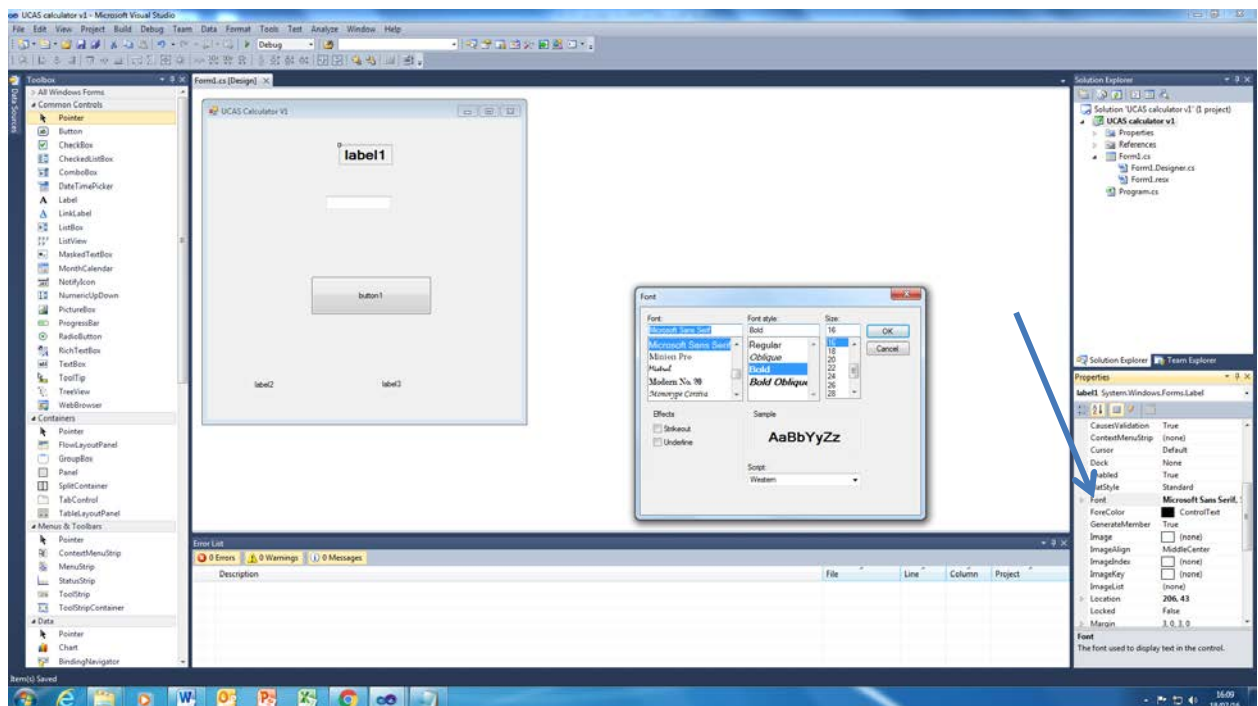 UCAS calculator v1 - Microsoft Visual Studio
File Edit View Project Build Debug Team Data Format Tools Test Analyze Window Help
Debug
Toolbox
All Windows Forms
Common Controls
Pointer
Button
CheckBox
CheckedListBox
ComboBox
DateTimePicker
Label
LinkLabel
ListBox
ListView
MaskedTextBox
MonthCalendar
NotifyIcon
NumericUpDown
PictureBox
ProgressBar
RadioButton
RichTextBox
TextBox
ToolTip
TreeView
WebBrowser
Containers
Pointer
FlowLayoutPanel
GroupBox
Panel
SplitContainer
TabControl
TableLayoutPanel
Menus & Toolbars
Pointer
ContextMenuStrip
MenuStrip
StatusStrip
ToolStrip
ToolStripContainer
Data
Pointer
Chart
BindingNavigator
Data Sources
Form1.cs [Design]
UCAS Calculator V1
label1
button1
label2 label3
Font
Font: Font style: Size:
Microsoft Sans Serif Bold 16 OK
Microsoft Sans Serif Regular 16 Cancel
Minion Pro Oblique 18
Mistral Bold 20
Modern No. 20 Bold Oblique 22
Monotype Corsiva 24
26
28
Effects Sample
Strikeout
Underline
AaBbYyZz
Script:
Western
Error List
0 Errors 0 Warnings 0 Messages
Description File Line Column Project
Solution Explorer
Solution 'UCAS calculator v1' (1 project)
UCAS calculator v1
Properties
References
Form1.cs
Form1.Designer.cs
Form1.resx
Program.cs
Solution Explorer Team Explorer
Properties
label1 System.Windows.Forms.Label
CausesValidation True
ContextMenuStrip (none)
Cursor Default
Dock None
True
Standard
Font Microsoft Sans Serif,
ForeColor ControlText
GenerateMember True
Image (none)
ImageAlign MiddleCenter
ImageIndex (none)
ImageKey (none)
ImageList (none)
Location 206, 43
Locked False
Margin 3, 0, 3, 0
Font
The font used to display text in the control.
Item(s) Saved
16:09